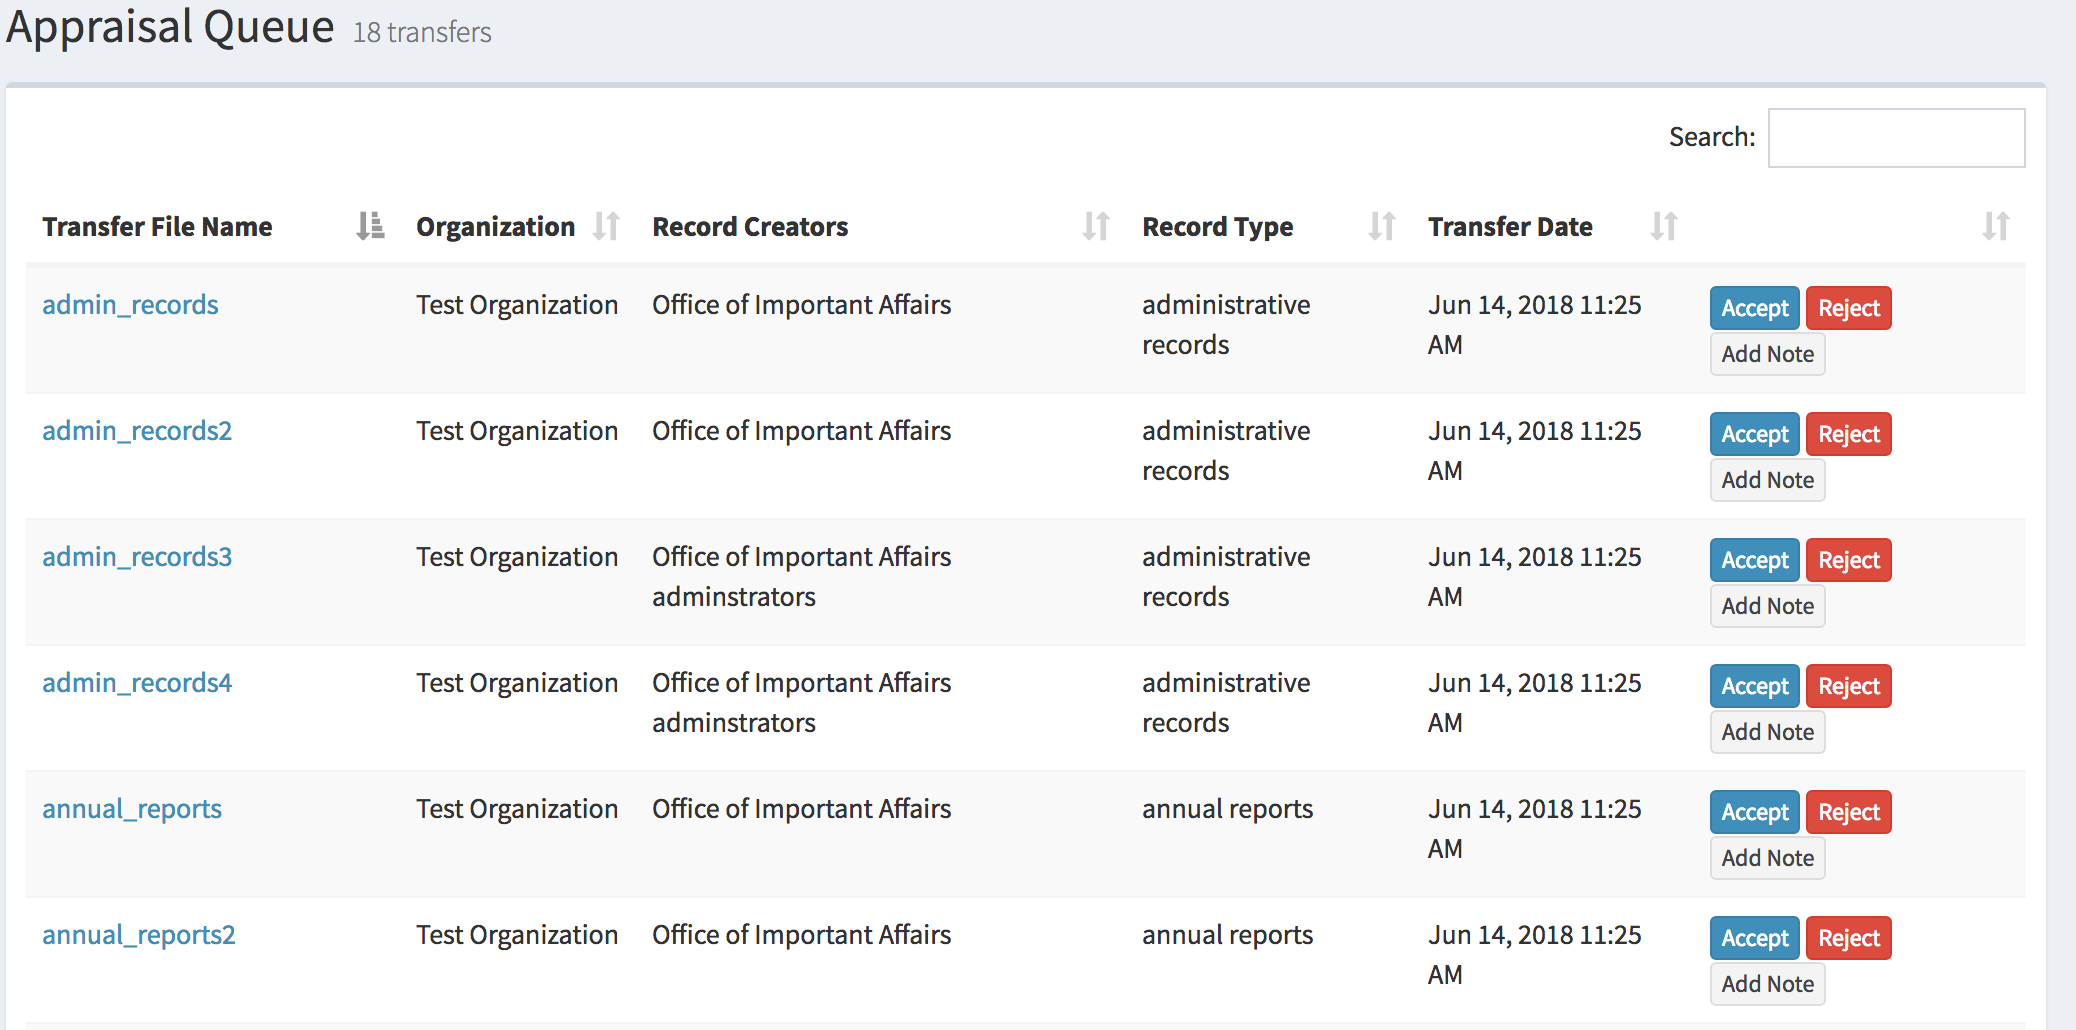 Appraisal Queue 18 transfers
Search:
Transfer File Name Organization Record Creators Record Type Transfer Date
admin_records Test Organization Office of Important Affairs administrative Jun 14, 2018 11:25 Accept Reject
records AM Add Note
admin_records2 Test Organization Office of Important Affairs administrative Jun 14, 2018 11:25 Accept Reject
records AM Add Note
admin_records3 Test Organization Office of Important Affairs administrative Jun 14, 2018 11:25 Accept Reject
adminstrators records AM Add Note
admin_records4 Test Organization Office of Important Affairs administrative Jun 14, 2018 11:25 Accept Reject
adminstrators records AM Add Note
annual_reports Test Organization Office of Important Affairs annual reports Jun 14, 2018 11:25 Accept Reject
AM Add Note
annual_reports2 Test Organization Office of Important Affairs annual reports Jun 14, 2018 11:25 Accept Reject
AM Add Note